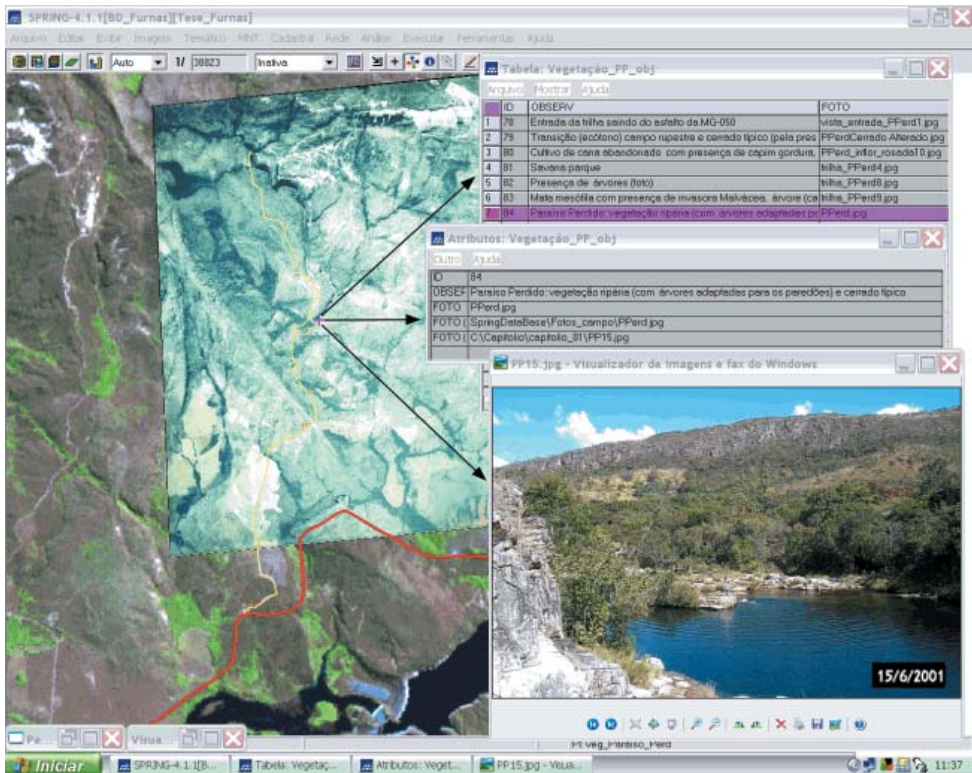 SPRING-4.1.1[BD_Furnas][Tese_Furnas]
Arquivo Editar Exibir Imagem Temático MNT Cadastral Rede Análise Executar Ferramentas Ajuda
Auto 1/ 38823 Inativa
Tabela: Vegetação_PP_obj
Arquivo Mostrar Ajuda
ID OBSERV FOTO
1 78 Entrada da trilha saindo do asfalto da MG-050 vista_entrada_PPerd1.jpg
2 79 Transição (ecótono) campo rupestre e cerrado típico (pela pres PPerdCerrado Alterado.jpg
3 80 Cultivo de cana abandonado com presença de capim gordura, PPerd_inflor_rosada10.jpg
4 81 Savana parque trilha_PPerd4.jpg
5 82 Presença de árvores (foto) trilha_PPerd8.jpg
6 83 Mata mesófila com presença de invasora Malvácea, árvore (ca trilha_PPerd9.jpg
7 84 Paraíso Perdido: vegetação ripária (com árvores adaptadas pa PPerd.jpg
Atributos: Vegetação_PP_obj
Outro Ajuda
ID 84
OBSEF Paraíso Perdido: vegetação ripária (com árvores adaptadas para os paredões) e cerrado típico
FOTO PPerd.jpg
FOTO ( SpringDataBase\Fotos_campo\PPerd.jpg
FOTO ( C:\Capitolio\capitolio_81\PP15.jpg
PP15.jpg - Visualizador de imagens e fax do Windows
15/6/2001
Pa... Visua...
PI:Veg_Paraiso_Perd
Iniciar SPRING-4.1.1[B... Tabela: Vegetaç... Atributos: Veget... PP15.jpg - Visua... 11:37